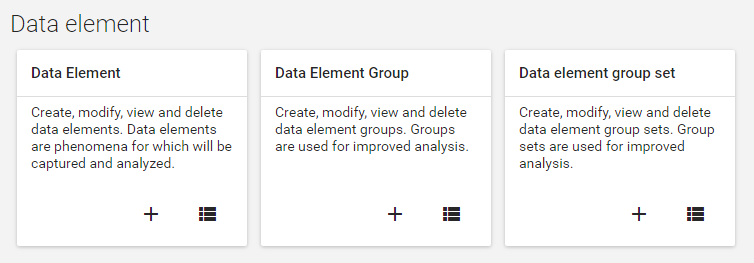 Data element
Data Element
Create, modify, view and delete
data elements. Data elements
are phenomena for which will be
captured and analyzed.
Data Element Group
Create, modify, view and delete
data element groups. Groups
are used for improved analysis.
Data element group set
Create, modify, view and delete
data element group sets. Group
sets are used for improved
analysis.